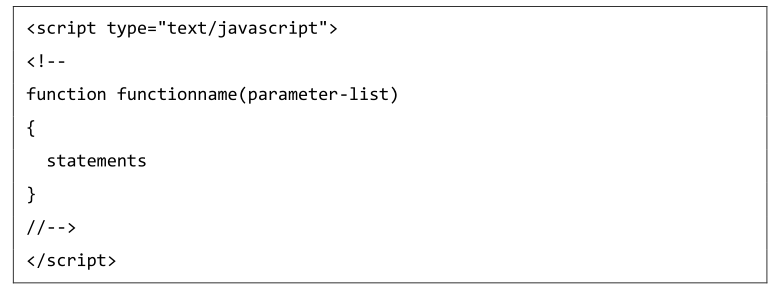 <script type="text/javascript">
<!--
function functionname(parameter-list)
{
  statements
}
//-->
</script>